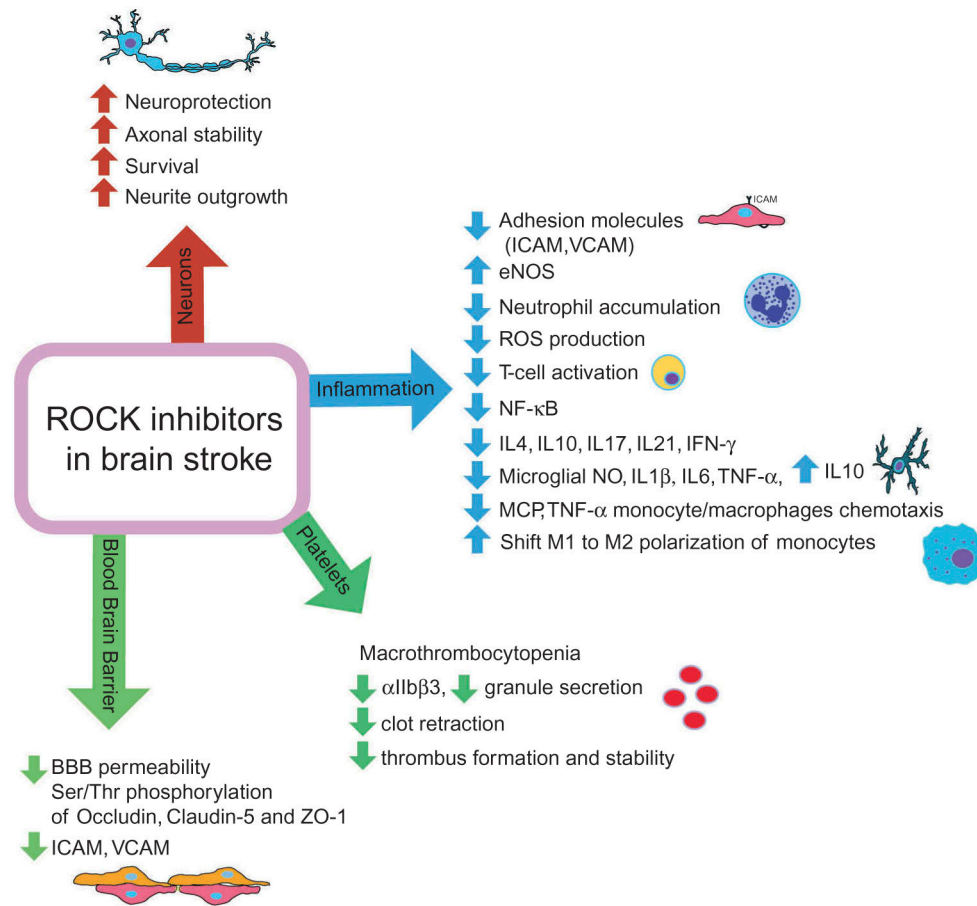 Neuroprotection
Axonal stability
Survival
Neurite outgrowth
Neurons
ROCK inhibitors
in brain stroke
Inflammation
ICAM
Adhesion molecules
(ICAM,VCAM)
eNOS
Neutrophil accumulation
ROS production
T-cell activation
NF-κB
IL4, IL10, IL17, IL21, IFN-γ
Microglial NO, IL1β, IL6, TNF-α, IL10
MCP,TNF-α monocyte/macrophages chemotaxis
Shift M1 to M2 polarization of monocytes
Platelets
Macrothrombocytopenia
αIIbβ3, granule secretion
clot retraction
thrombus formation and stability
Blood Brain Barrier
BBB permeability
Ser/Thr phosphorylation
of Occludin, Claudin-5 and ZO-1
ICAM, VCAM